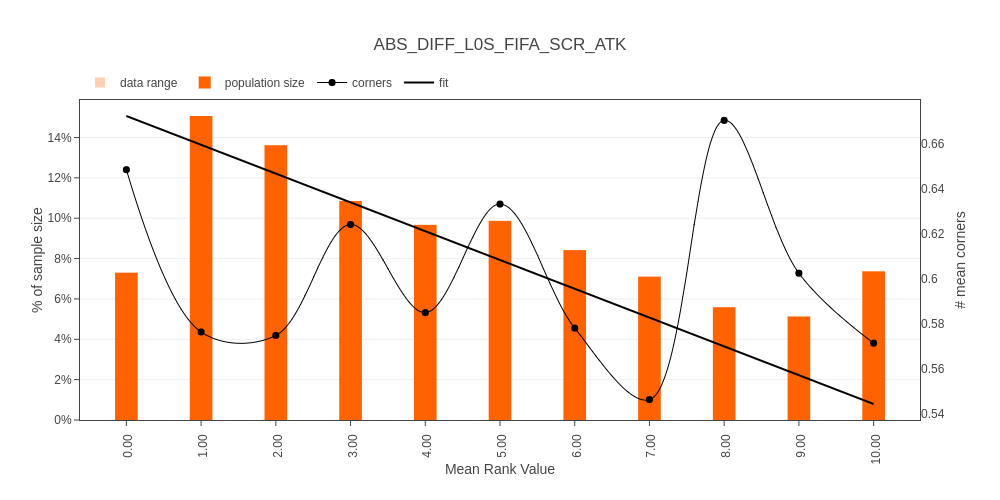 ABS_DIFF_L0S_FIFA_SCR_ATK
data range population size corners fit
14%
12%
10%
8%
6%
4%
2%
0%
% of sample size
0.66
0.64
0.62
0.6
0.58
0.56
0.54
# mean corners
0.00 1.00 2.00 3.00 4.00 5.00 6.00 7.00 8.00 9.00 10.00
Mean Rank Value